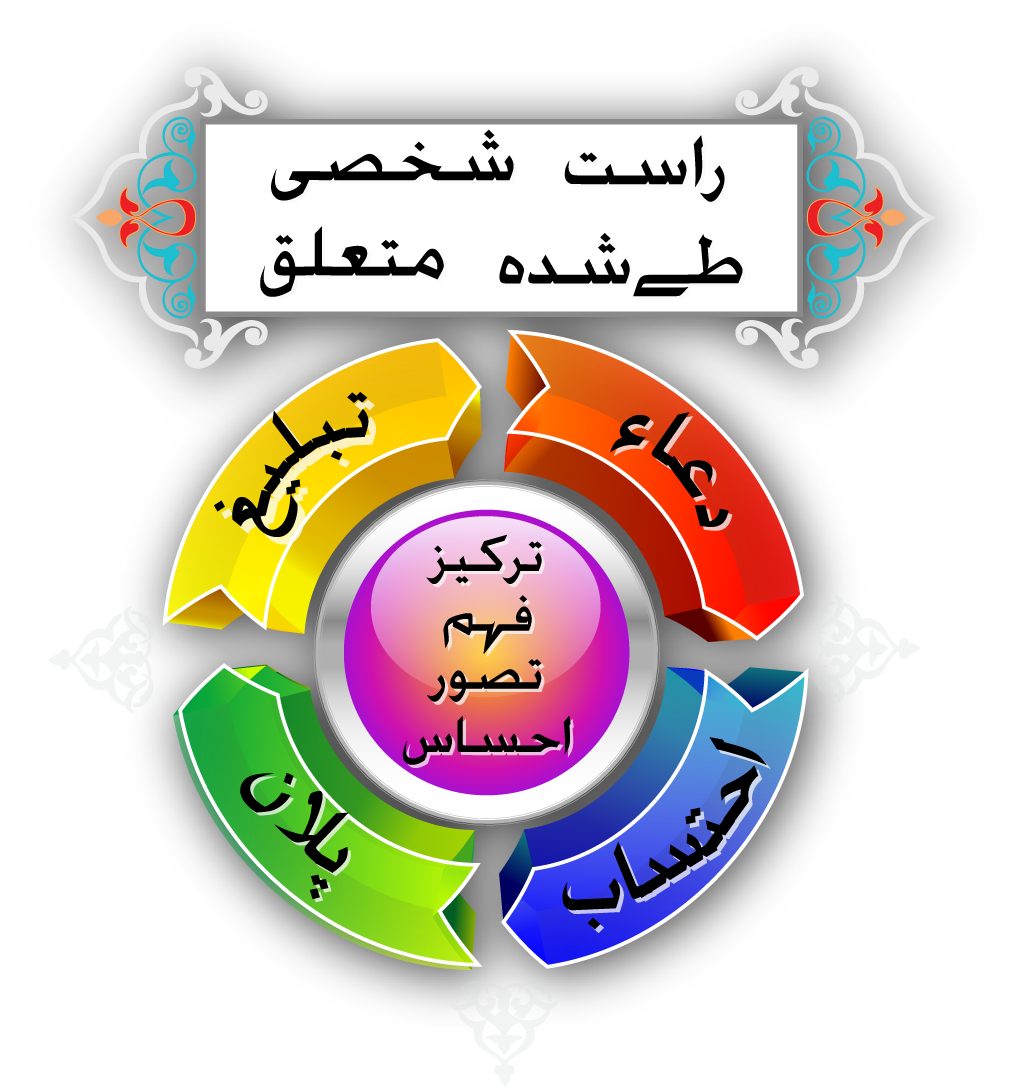 راست شخصی
طےشدہ متعلق
دعاء
احتساب
پلان
تبلیغ
ترکیز
فہم
تصور
احساس